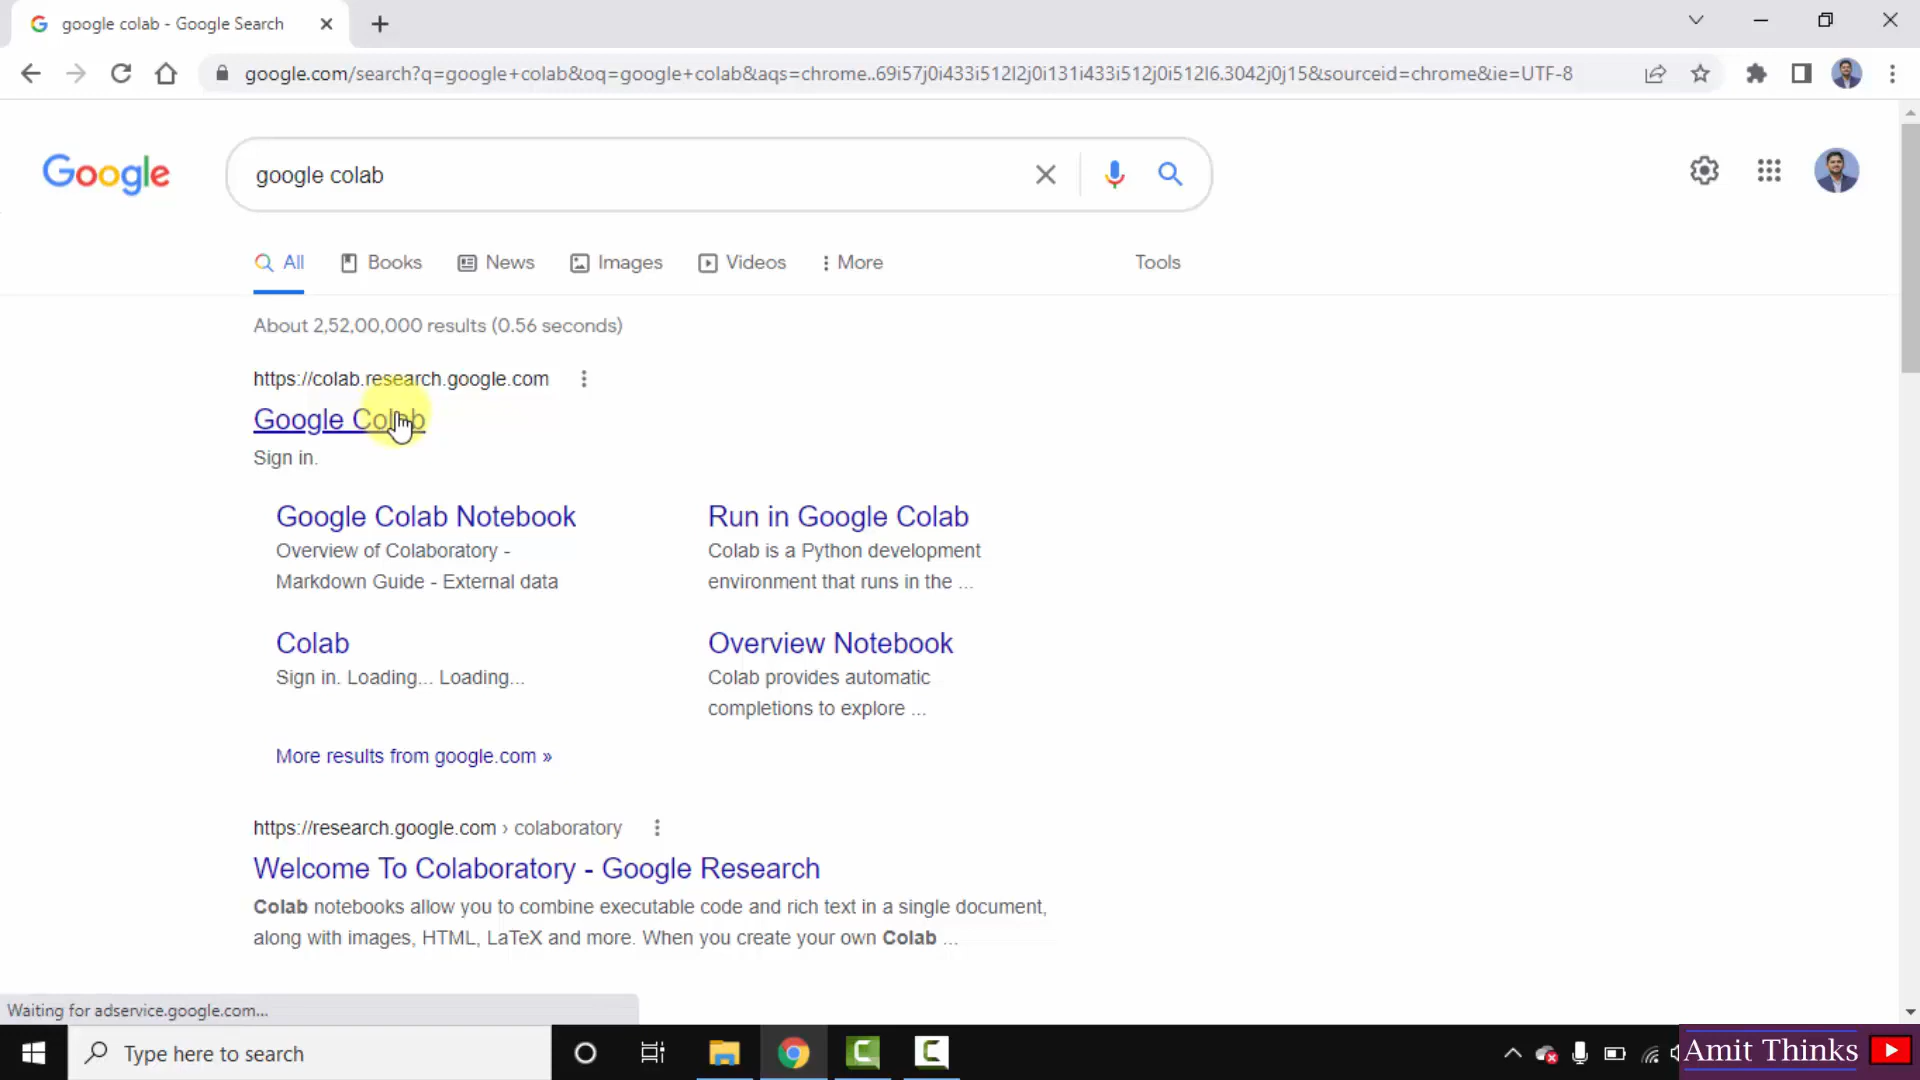 google colab - Google Search
google.com/search?q=google+colab&oq=google+colab&aqs=chrome..69i57j0i433i512l2j0i131i433i512j0i512l6.3042j0j15&sourceid=chrome&ie=UTF-8
Google
google colab
All
Books
News
Images
Videos
More
Tools
About 2,52,00,000 results (0.56 seconds)
https://colab.research.google.com
Google Colab
Sign in.
Google Colab Notebook
Overview of Colaboratory -
Markdown Guide - External data
Run in Google Colab
Colab is a Python development
environment that runs in the ...
Colab
Sign in. Loading... Loading...
Overview Notebook
Colab provides automatic
completions to explore ...
More results from google.com »
https://research.google.com › colaboratory
Welcome To Colaboratory - Google Research
Colab notebooks allow you to combine executable code and rich text in a single document,
along with images, HTML, LaTeX and more. When you create your own Colab ...
Waiting for adservice.google.com...
Type here to search
Amit Thinks